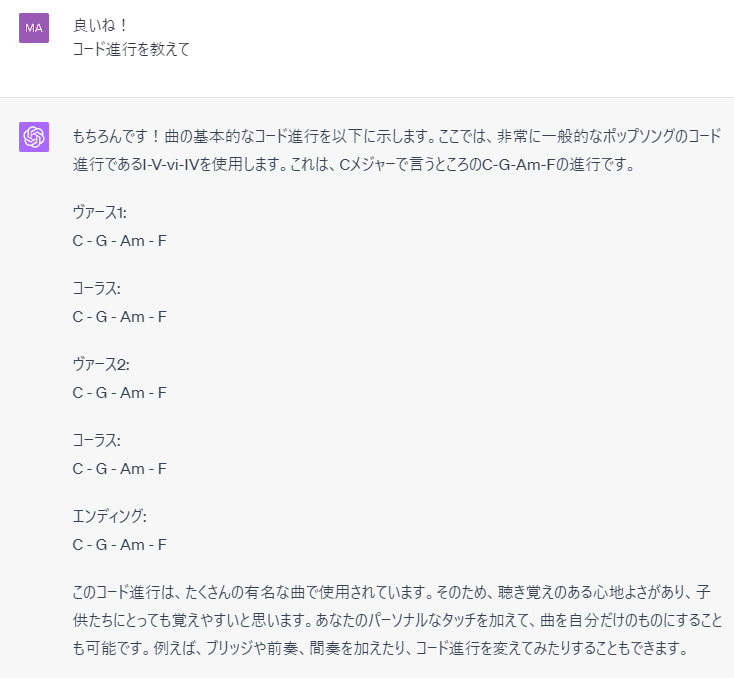 MA
良いね！
コード進行を教えて
もちろんです！曲の基本的なコード進行を以下に示します。ここでは、非常に一般的なポップソングのコード
進行であるI-V-vi-IVを使用します。これは、Cメジャーで言うところのC-G-Am-Fの進行です。
ヴァース1:
C - G - Am - F
コーラス:
C - G - Am - F
ヴァース2:
C - G - Am - F
コーラス:
C - G - Am - F
エンディング:
C - G - Am - F
このコード進行は、たくさんの有名な曲で使用されています。そのため、聴き覚えのある心地よさがあり、子
供たちにとっても覚えやすいと思います。あなたのパーソナルなタッチを加えて、曲を自分だけのものにすること
も可能です。例えば、ブリッジや前奏、間奏を加えたり、コード進行を変えてみたりすることもできます。